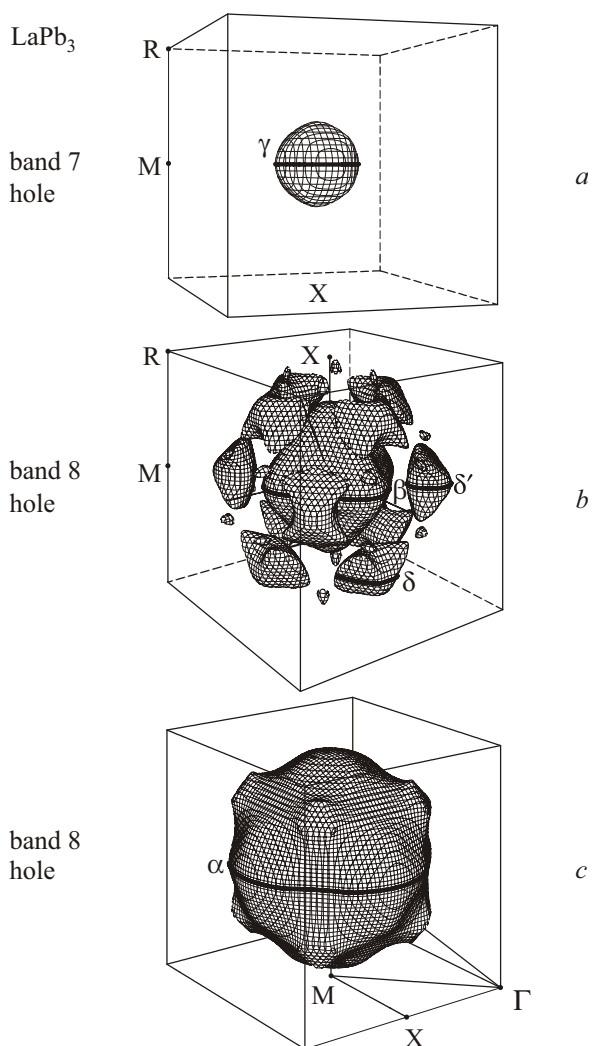 LaPb₃
R
γ
band 7
hole
M
a
X
R
X
band 8
hole
M
β
δ′
b
δ
band 8
hole
α
c
M
Γ
X